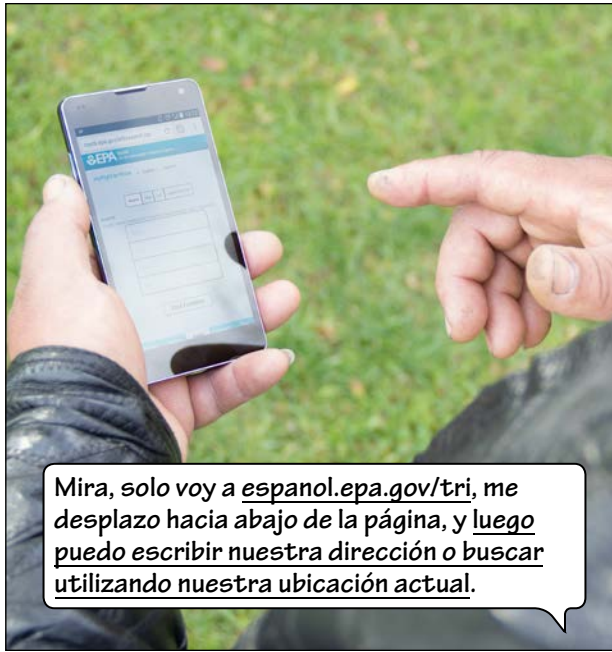 EPA
Mira, solo voy a espanol.epa.gov/tri, me
desplazo hacia abajo de la página, y luego
puedo escribir nuestra dirección o buscar
utilizando nuestra ubicación actual.